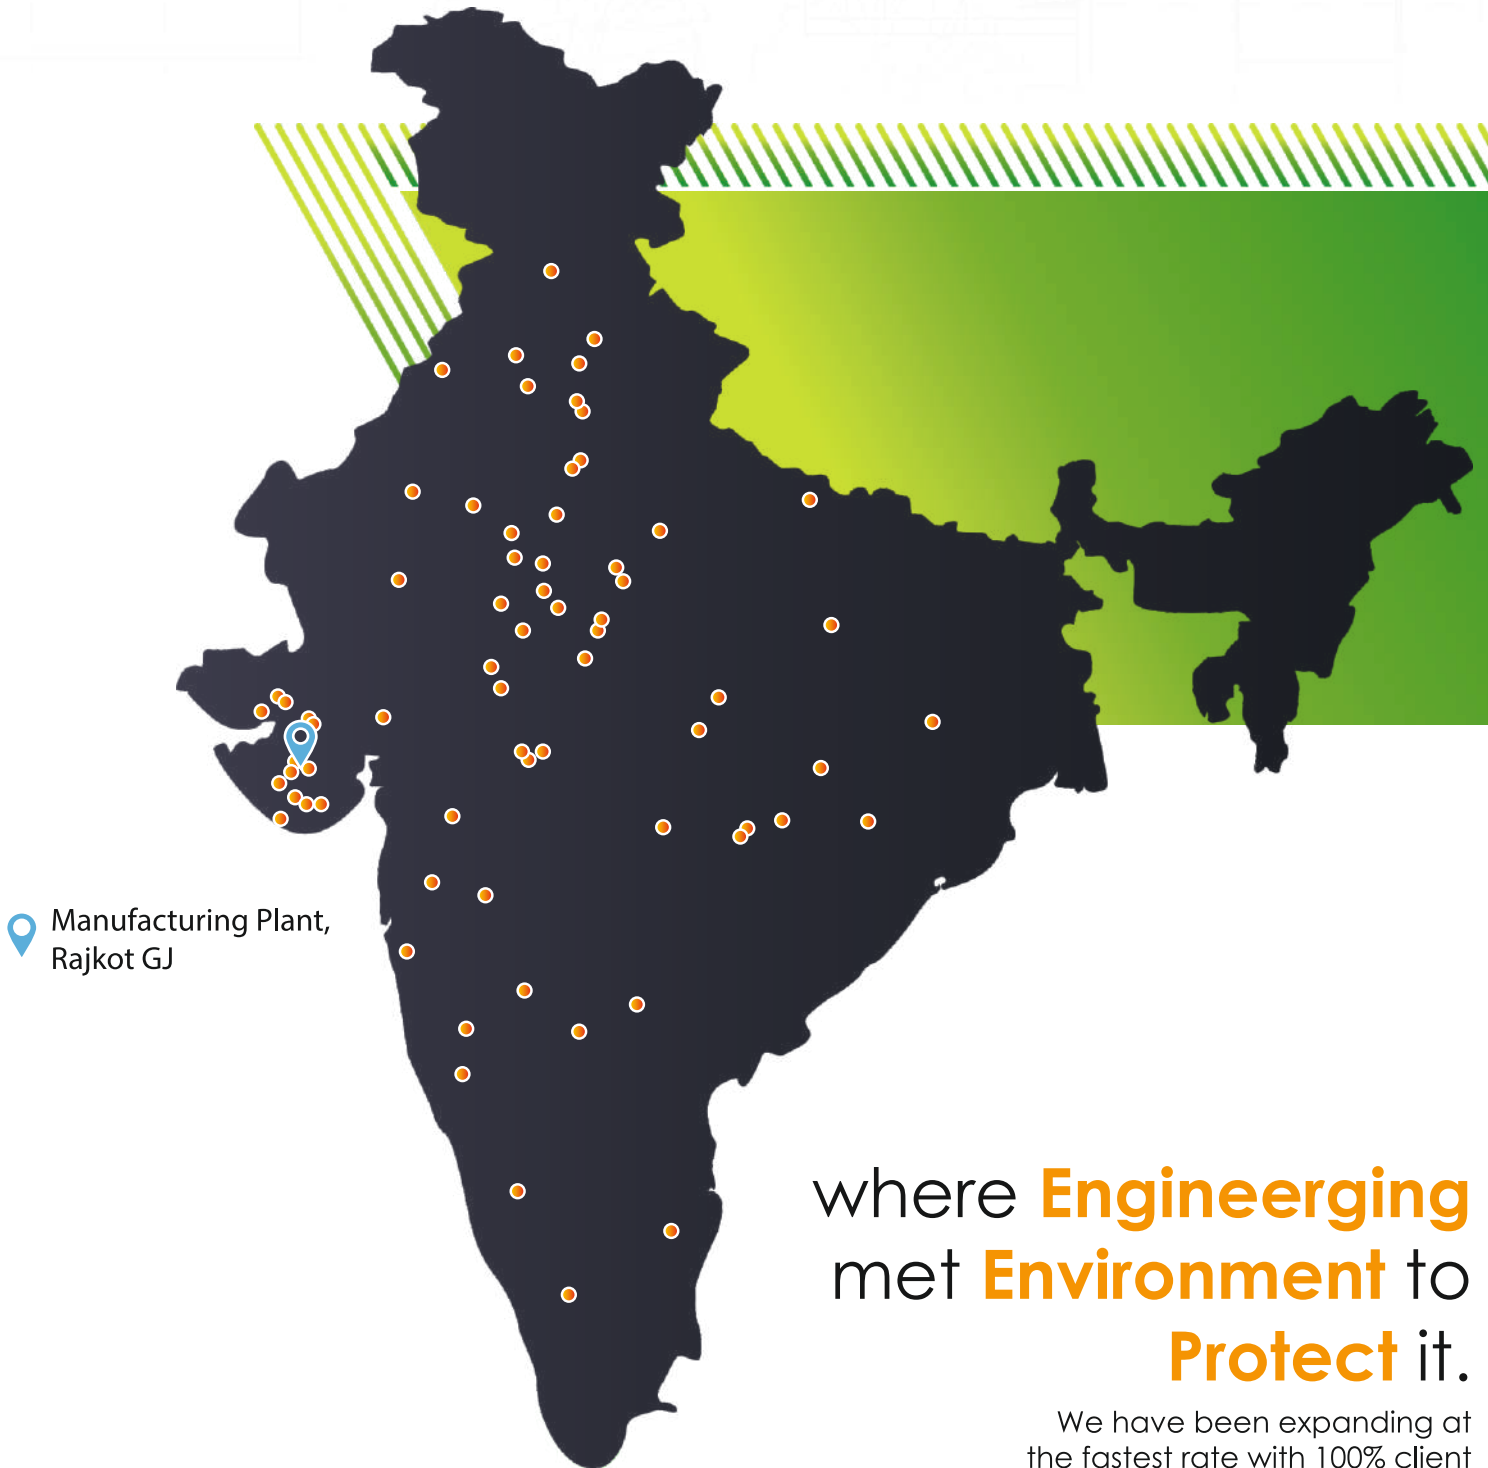 Manufacturing Plant,
Rajkot GJ
where Engineerging
met Environment to
Protect it.
We have been expanding at
the fastest rate with 100% client